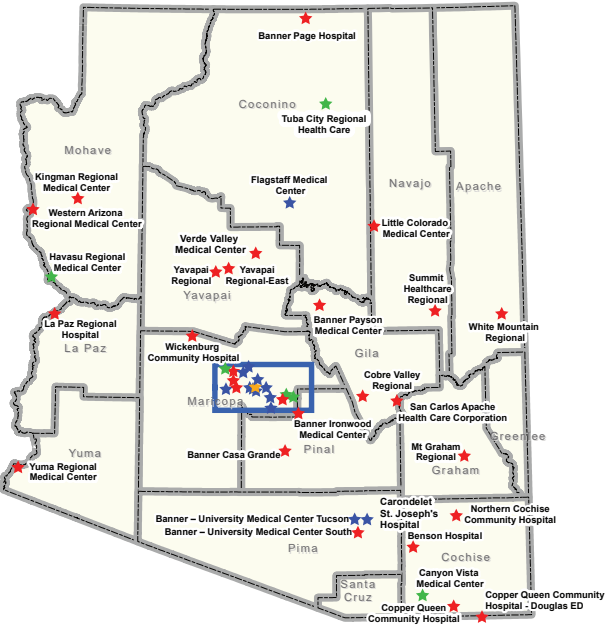 Banner Page Hospital
Coconino
Tuba City Regional
Health Care
Mohave
Kingman Regional
Medical Center
Western Arizona
Regional Medical Center
Flagstaff Medical
Center
Navajo
Apache
Little Colorado
Medical Center
Verde Valley
Medical Center
Havasu Regional
Medical Center
Yavapai
Regional
Yavapai
Regional-East
Yavapai
Summit
Healthcare
Regional
La Paz Regional
Hospital
La Paz
Banner Payson
Medical Center
White Mountain
Regional
Wickenburg
Community Hospital
Gila
Cobre Valley
Regional
Maricopa
San Carlos Apache
Health Care Corporation
Banner Ironwood
Medical Center
Greenlee
Yuma
Yuma Regional
Medical Center
Banner Casa Grande
Pinal
Mt Graham
Regional
Graham
Carondelet
St. Joseph's
Hospital
Banner – University Medical Center Tucson
Banner – University Medical Center South
Northern Cochise
Community Hospital
Benson Hospital
Pima
Cochise
Canyon Vista
Medical Center
Santa
Cruz
Copper Queen
Community Hospital
Copper Queen Community
Hospital - Douglas ED